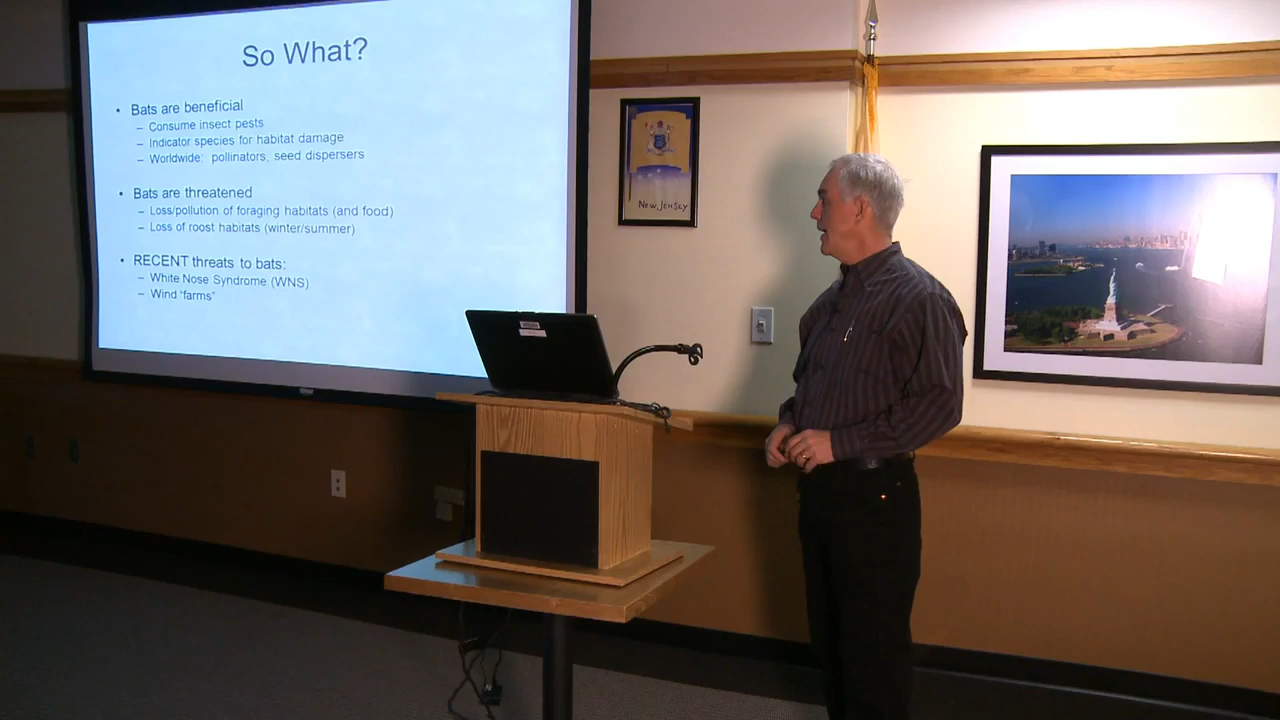 So What?
• Bats are beneficial
– Consume insect pests
– Indicator species for habitat damage
– Worldwide: pollinators, seed dispersers
• Bats are threatened
– Loss/pollution of foraging habitats (and food)
– Loss of roost habitats (winter/summer)
• RECENT threats to bats:
– White Nose Syndrome (WNS)
– Wind "farms"
New Jersey